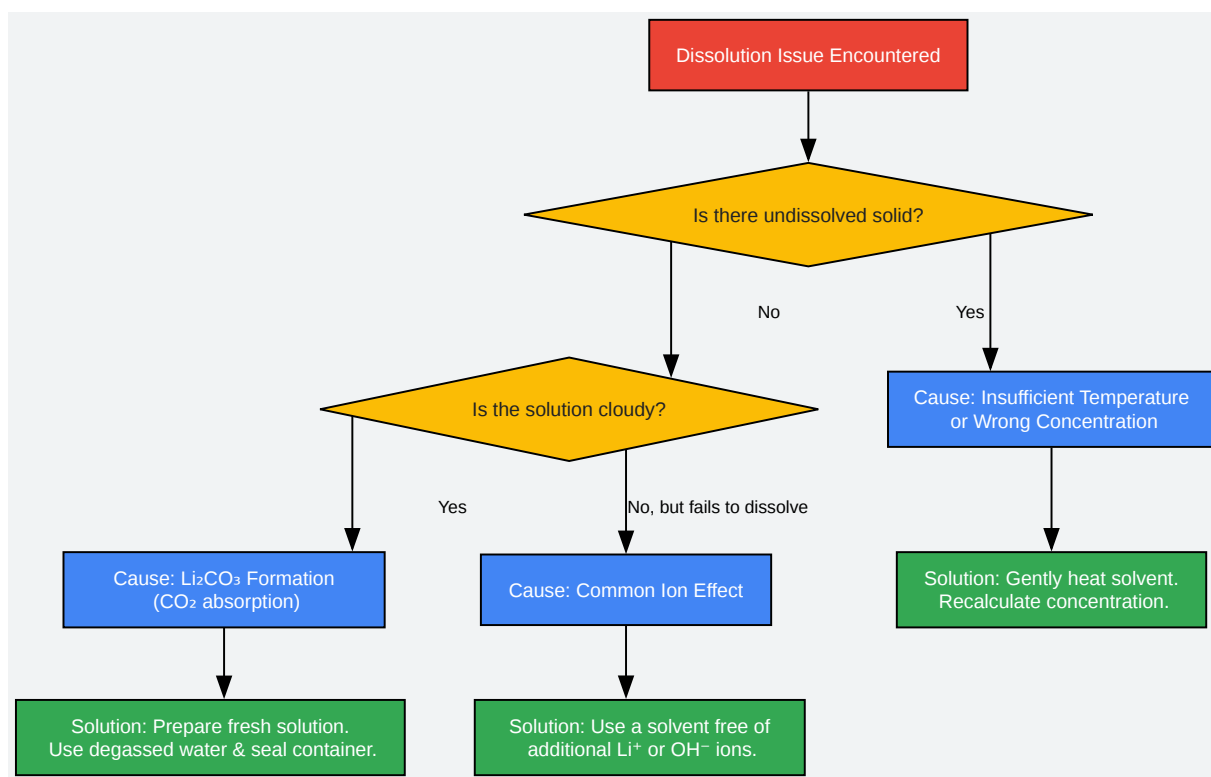 Dissolution Issue Encountered
Is there undissolved solid?
No
Yes
Is the solution cloudy?
Cause: Insufficient Temperature
or Wrong Concentration
Yes
No, but fails to dissolve
Cause: Li₂CO₃ Formation
(CO₂ absorption)
Cause: Common Ion Effect
Solution: Gently heat solvent.
Recalculate concentration.
Solution: Prepare fresh solution.
Use degassed water & seal container.
Solution: Use a solvent free of
additional Li⁺ or OH⁻ ions.